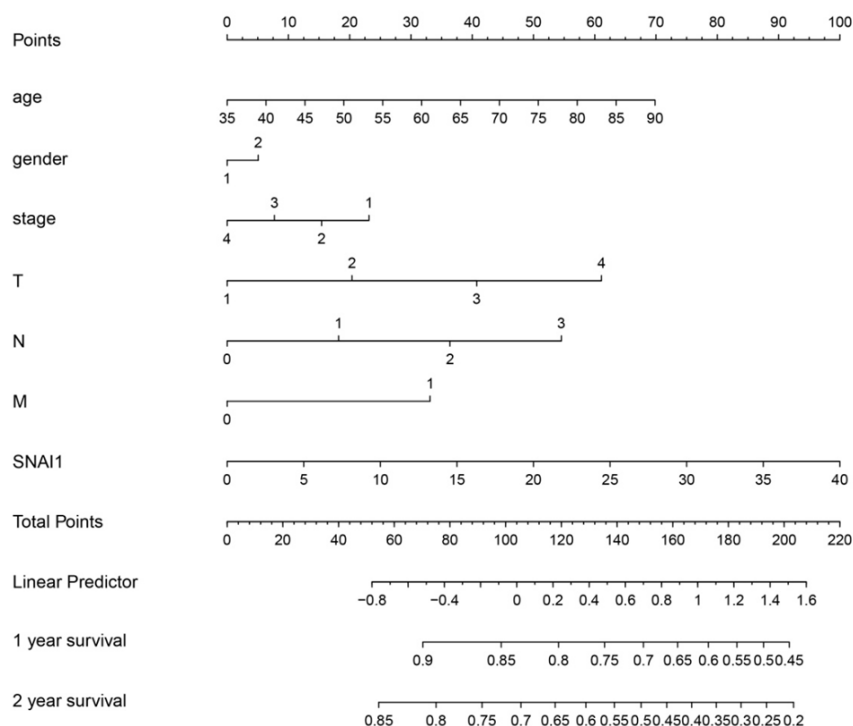 0 10 20 30 40 50 60 70 80 90 100
Points
age
35 40 45 50 55 60 65 70 75 80 85 90
2
gender
1
3 1
stage
4 2
2 4
T
1 3
1 3
N
0 2
1
M
0
SNAI1
0 5 10 15 20 25 30 35 40
Total Points
0 20 40 60 80 100 120 140 160 180 200 220
Linear Predictor
−0.8 −0.4 0 0.2 0.4 0.6 0.8 1 1.2 1.4 1.6
1 year survival
0.9 0.85 0.8 0.75 0.7 0.65 0.6 0.55 0.5 0.45
2 year survival
0.85 0.8 0.75 0.7 0.65 0.6 0.55 0.50 0.45 0.40 0.35 0.30 0.25 0.2